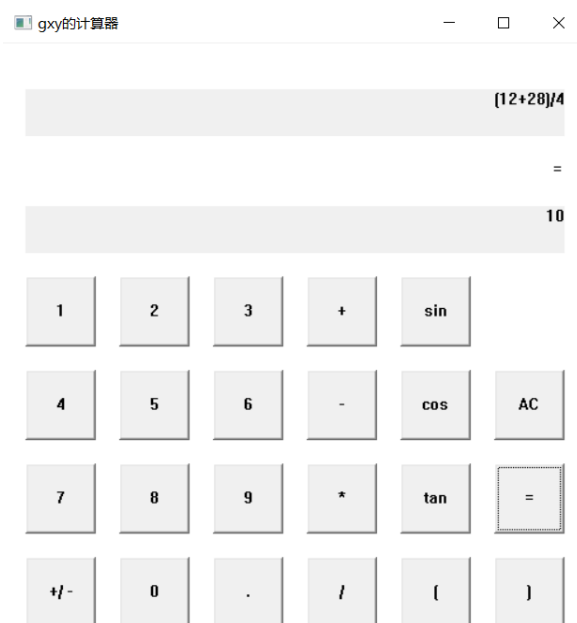 gxy的计算器
(12+28)/4
=
10
1 2 3 + sin
4 5 6 - cos AC
7 8 9 * tan =
+/- 0 . / ( )